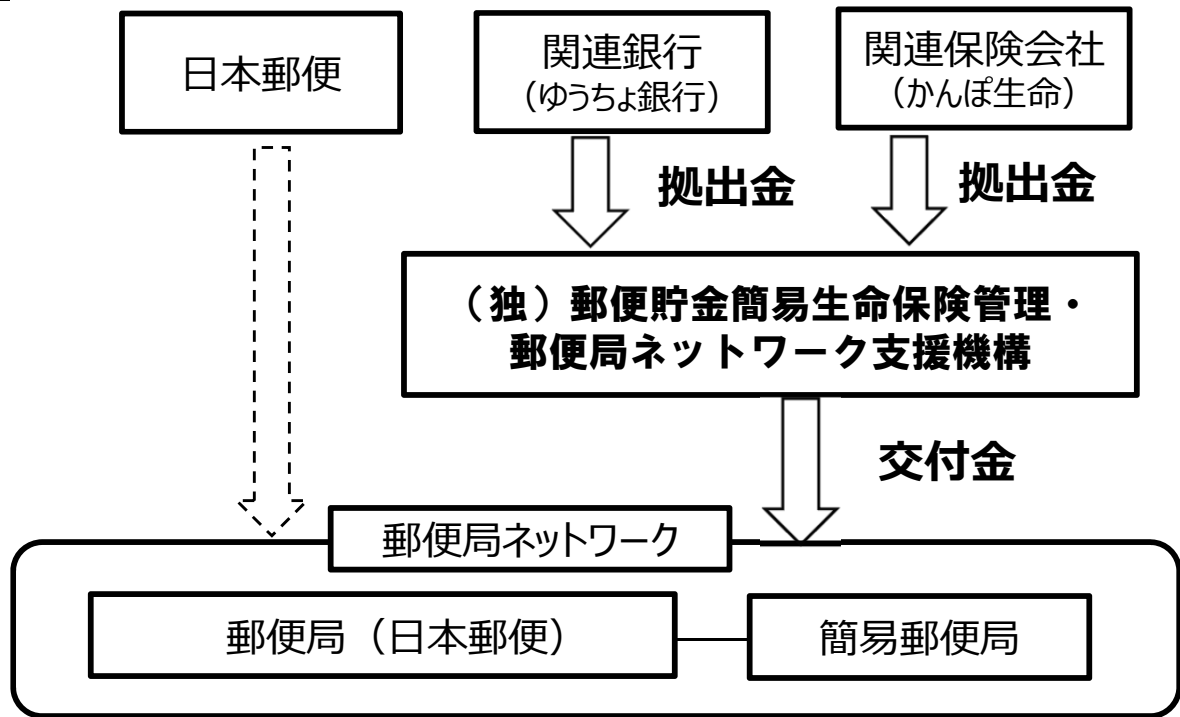 日本郵便
関連銀行
（ゆうちょ銀行）
関連保険会社
（かんぽ生命）
拠出金
拠出金
（独）郵便貯金簡易生命保険管理・
郵便局ネットワーク支援機構
交付金
郵便局ネットワーク
郵便局（日本郵便）
簡易郵便局